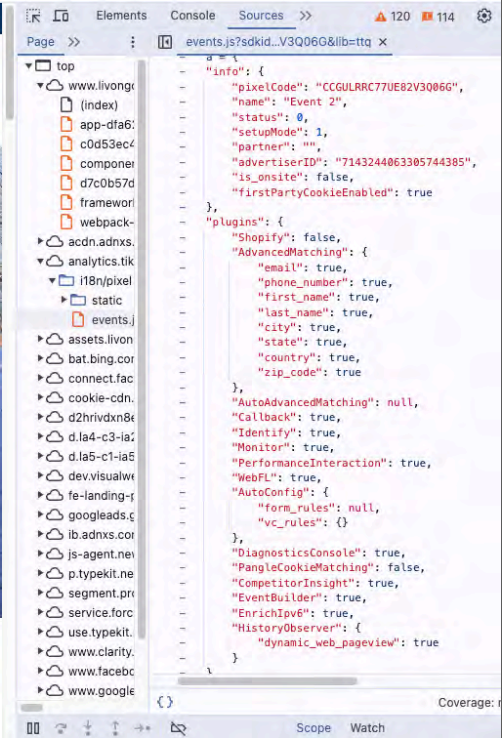 Elements Console Sources >> 120 114
Page >> events.js?sdkid...V3Q06G&lib=ttq ×
top
www.livongo
(index)
app-dfa6
c0d53ec4
componen
d7c0b57d
framewor
webpack-
acdn.adnxs.
analytics.tik
i18n/pixel
static
events.j
assets.livon
bat.bing.cor
connect.fac
cookie-cdn.
d2hrivdxn8e
d.la4-c3-ia2
d.la5-c1-ia5
dev.visualwe
fe-landing-p
googleads.g
ib.adnxs.con
js-agent.nev
p.typekit.ne
segment.pro
service.forc
use.typekit.
www.clarity.
www.facebo
www.google
a = {
"info": {
"pixelCode": "CCGULRRC77UE82V3Q06G",
"name": "Event 2",
"status": 0,
"setupMode": 1,
"partner": "",
"advertiserID": "7143244063305744385",
"is_onsite": false,
"firstPartyCookieEnabled": true
},
"plugins": {
"Shopify": false,
"AdvancedMatching": {
"email": true,
"phone_number": true,
"first_name": true,
"last_name": true,
"city": true,
"state": true,
"country": true,
"zip_code": true
},
"AutoAdvancedMatching": null,
"Callback": true,
"Identify": true,
"Monitor": true,
"PerformanceInteraction": true,
"WebFL": true,
"AutoConfig": {
"form_rules": null,
"vc_rules": {}
},
"DiagnosticsConsole": true,
"PangleCookieMatching": false,
"CompetitorInsight": true,
"EventBuilder": true,
"EnrichIpv6": true,
"HistoryObserver": {
"dynamic_web_pageview": true
}
{} Coverage: r
Scope Watch